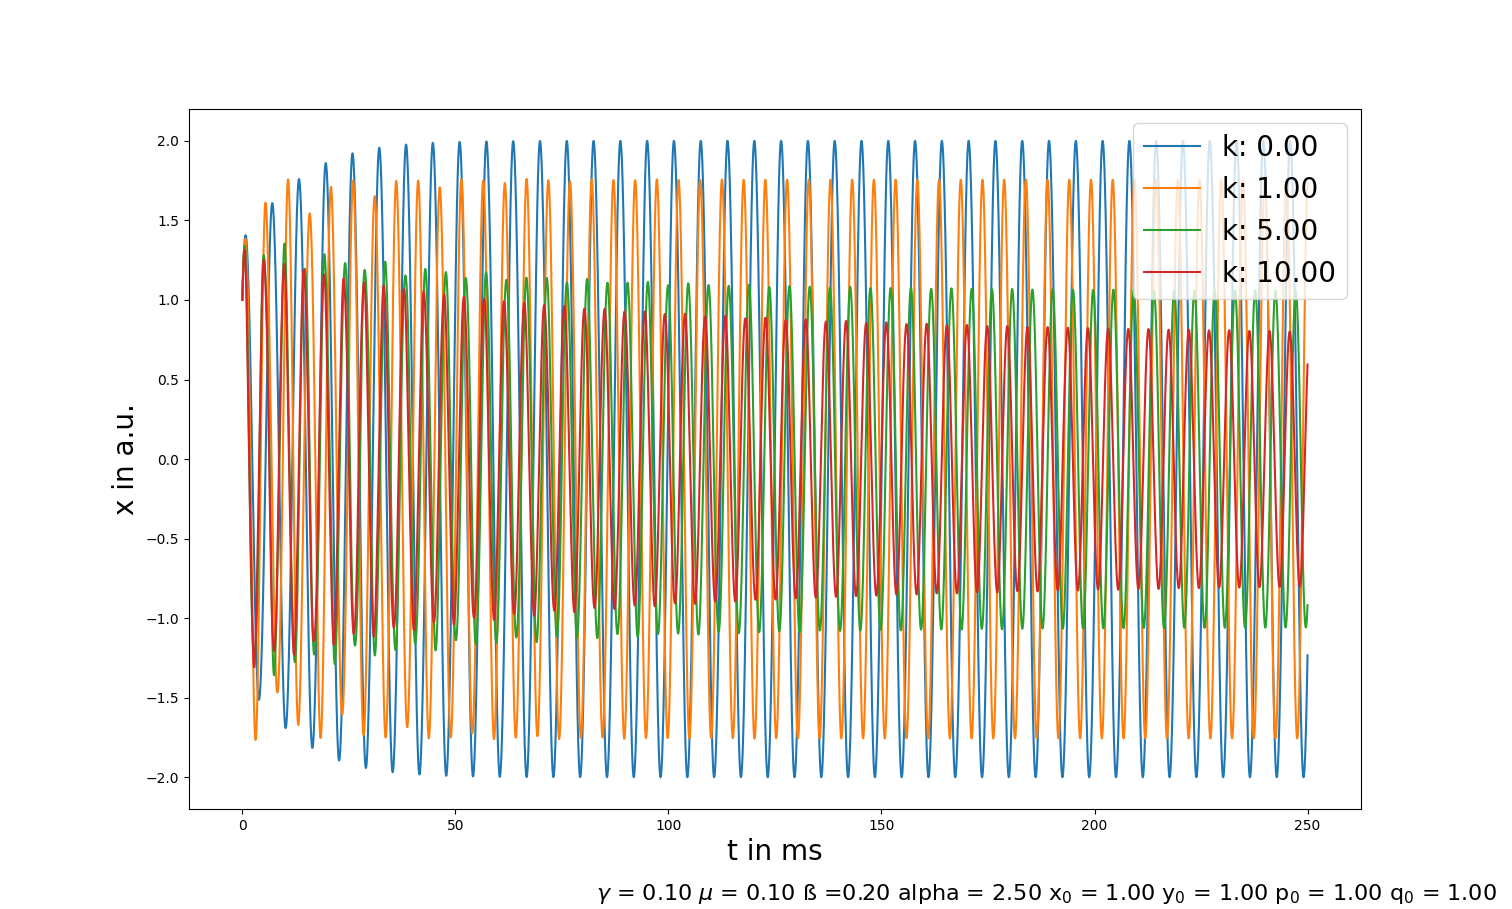 2.0
1.5
1.0
0.5
0.0
−0.5
−1.0
−1.5
−2.0
x in a.u.
k: 0.00
k: 1.00
k: 5.00
k: 10.00
0 50 100 150 200 250
t in ms
γ = 0.10 μ = 0.10 ß =0.20 alpha = 2.50 x₀ = 1.00 y₀ = 1.00 p₀ = 1.00 q₀ = 1.00